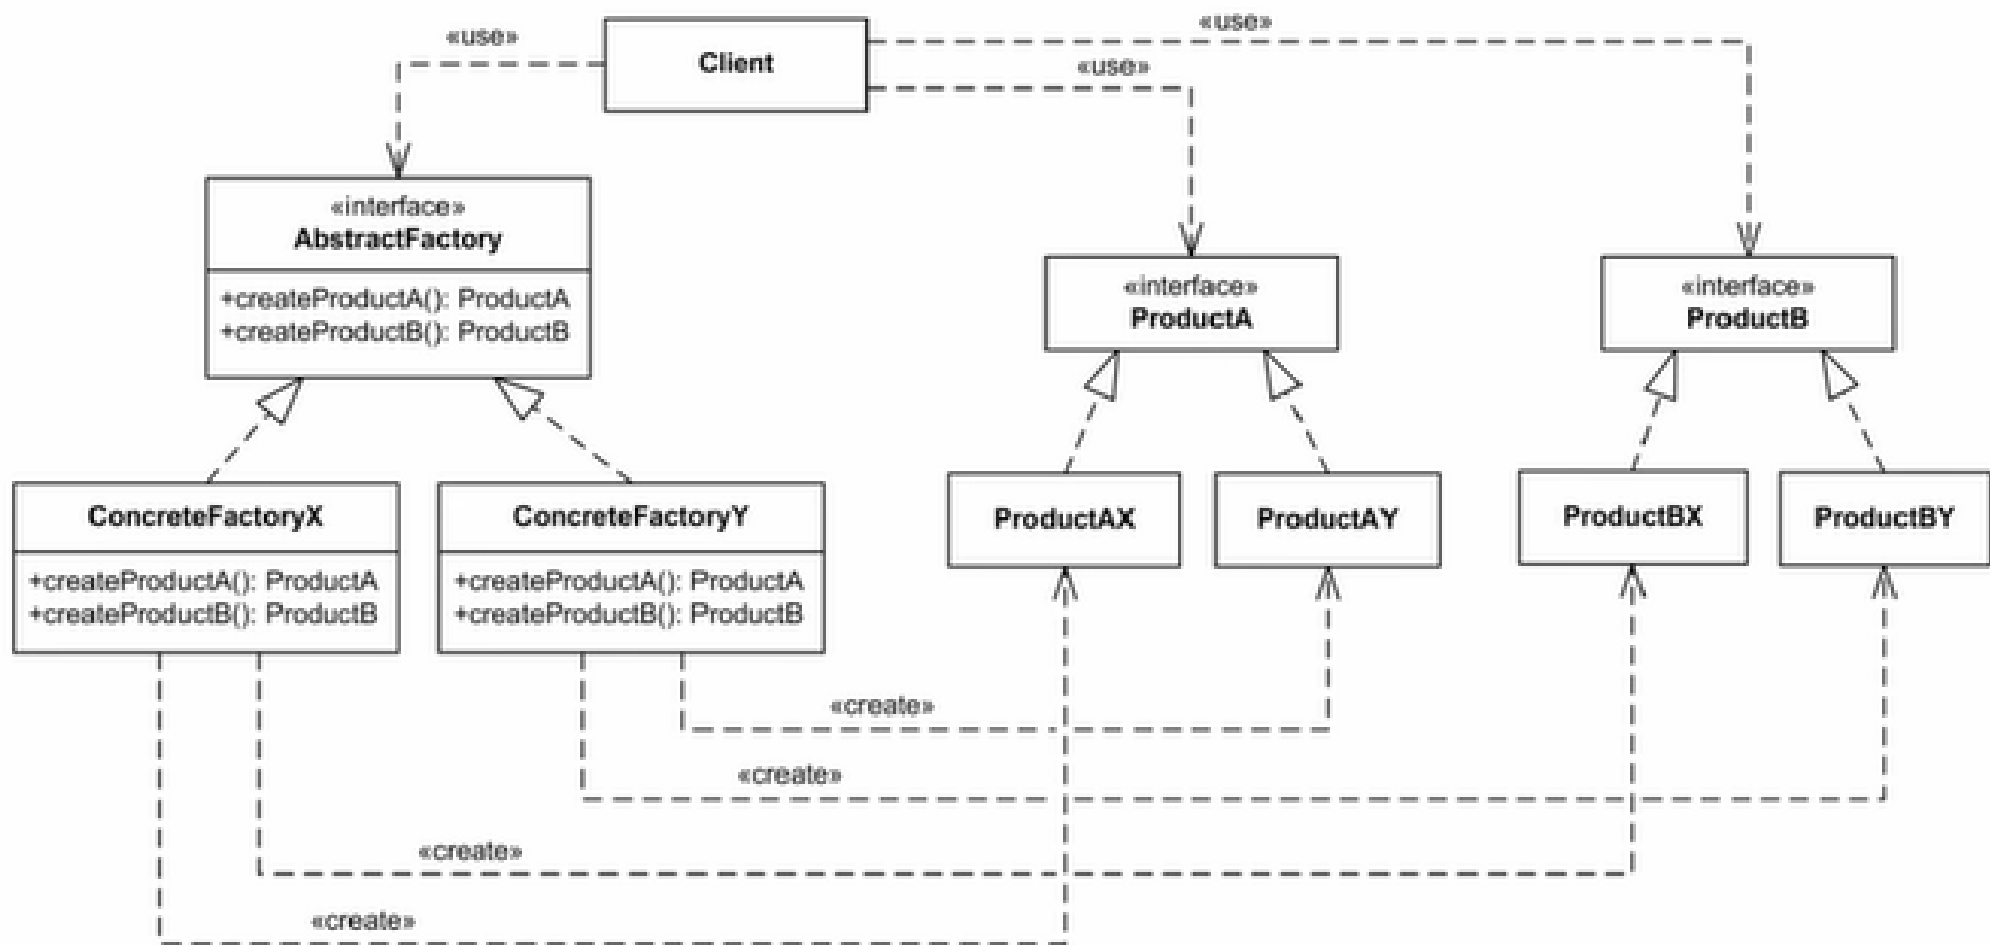 «use»
Client
«use»
«use»
«interface»
AbstractFactory
+createProductA(): ProductA
+createProductB(): ProductB
«interface»
ProductA
«interface»
ProductB
ConcreteFactoryX
+createProductA(): ProductA
+createProductB(): ProductB
ConcreteFactoryY
+createProductA(): ProductA
+createProductB(): ProductB
ProductAX
ProductAY
ProductBX
ProductBY
«create»
«create»
«create»
«create»